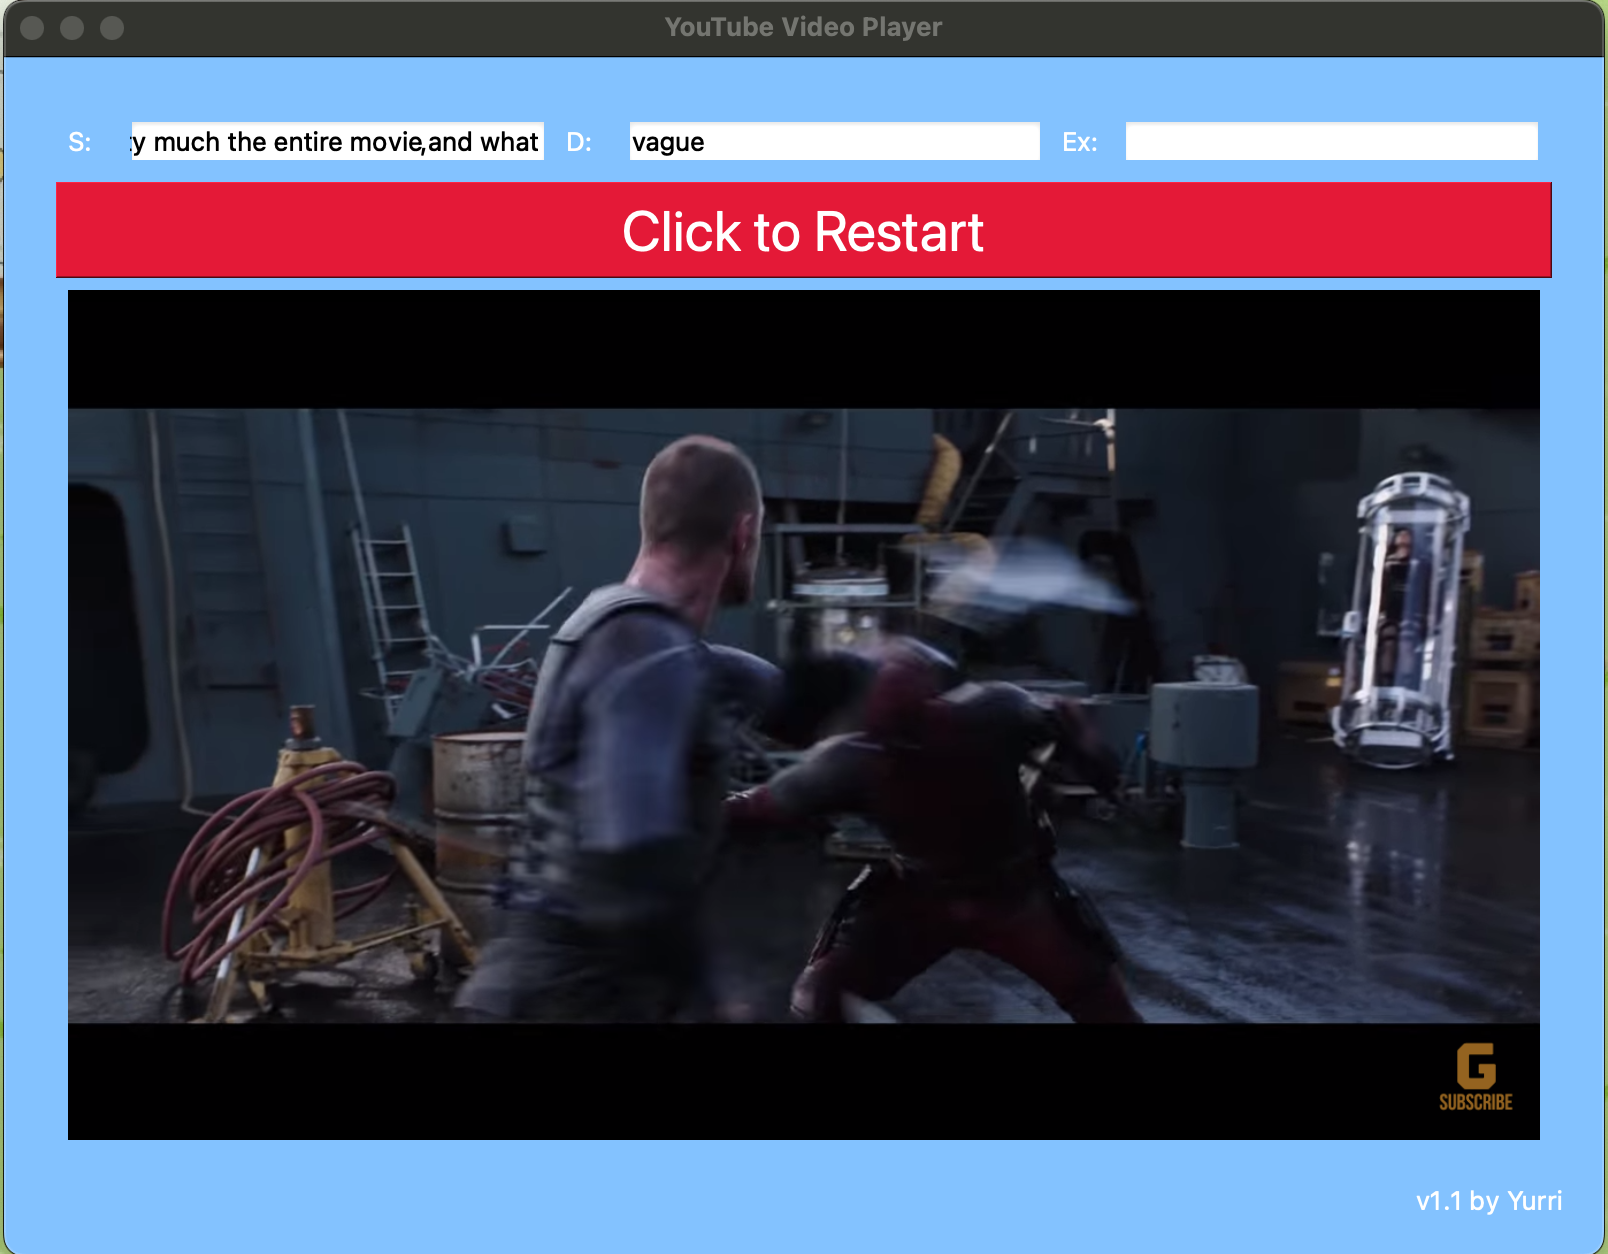 YouTube Video Player
S: y much the entire movie,and what D: vague Ex:
Click to Restart
G
SUBSCRIBE
v1.1 by Yurri